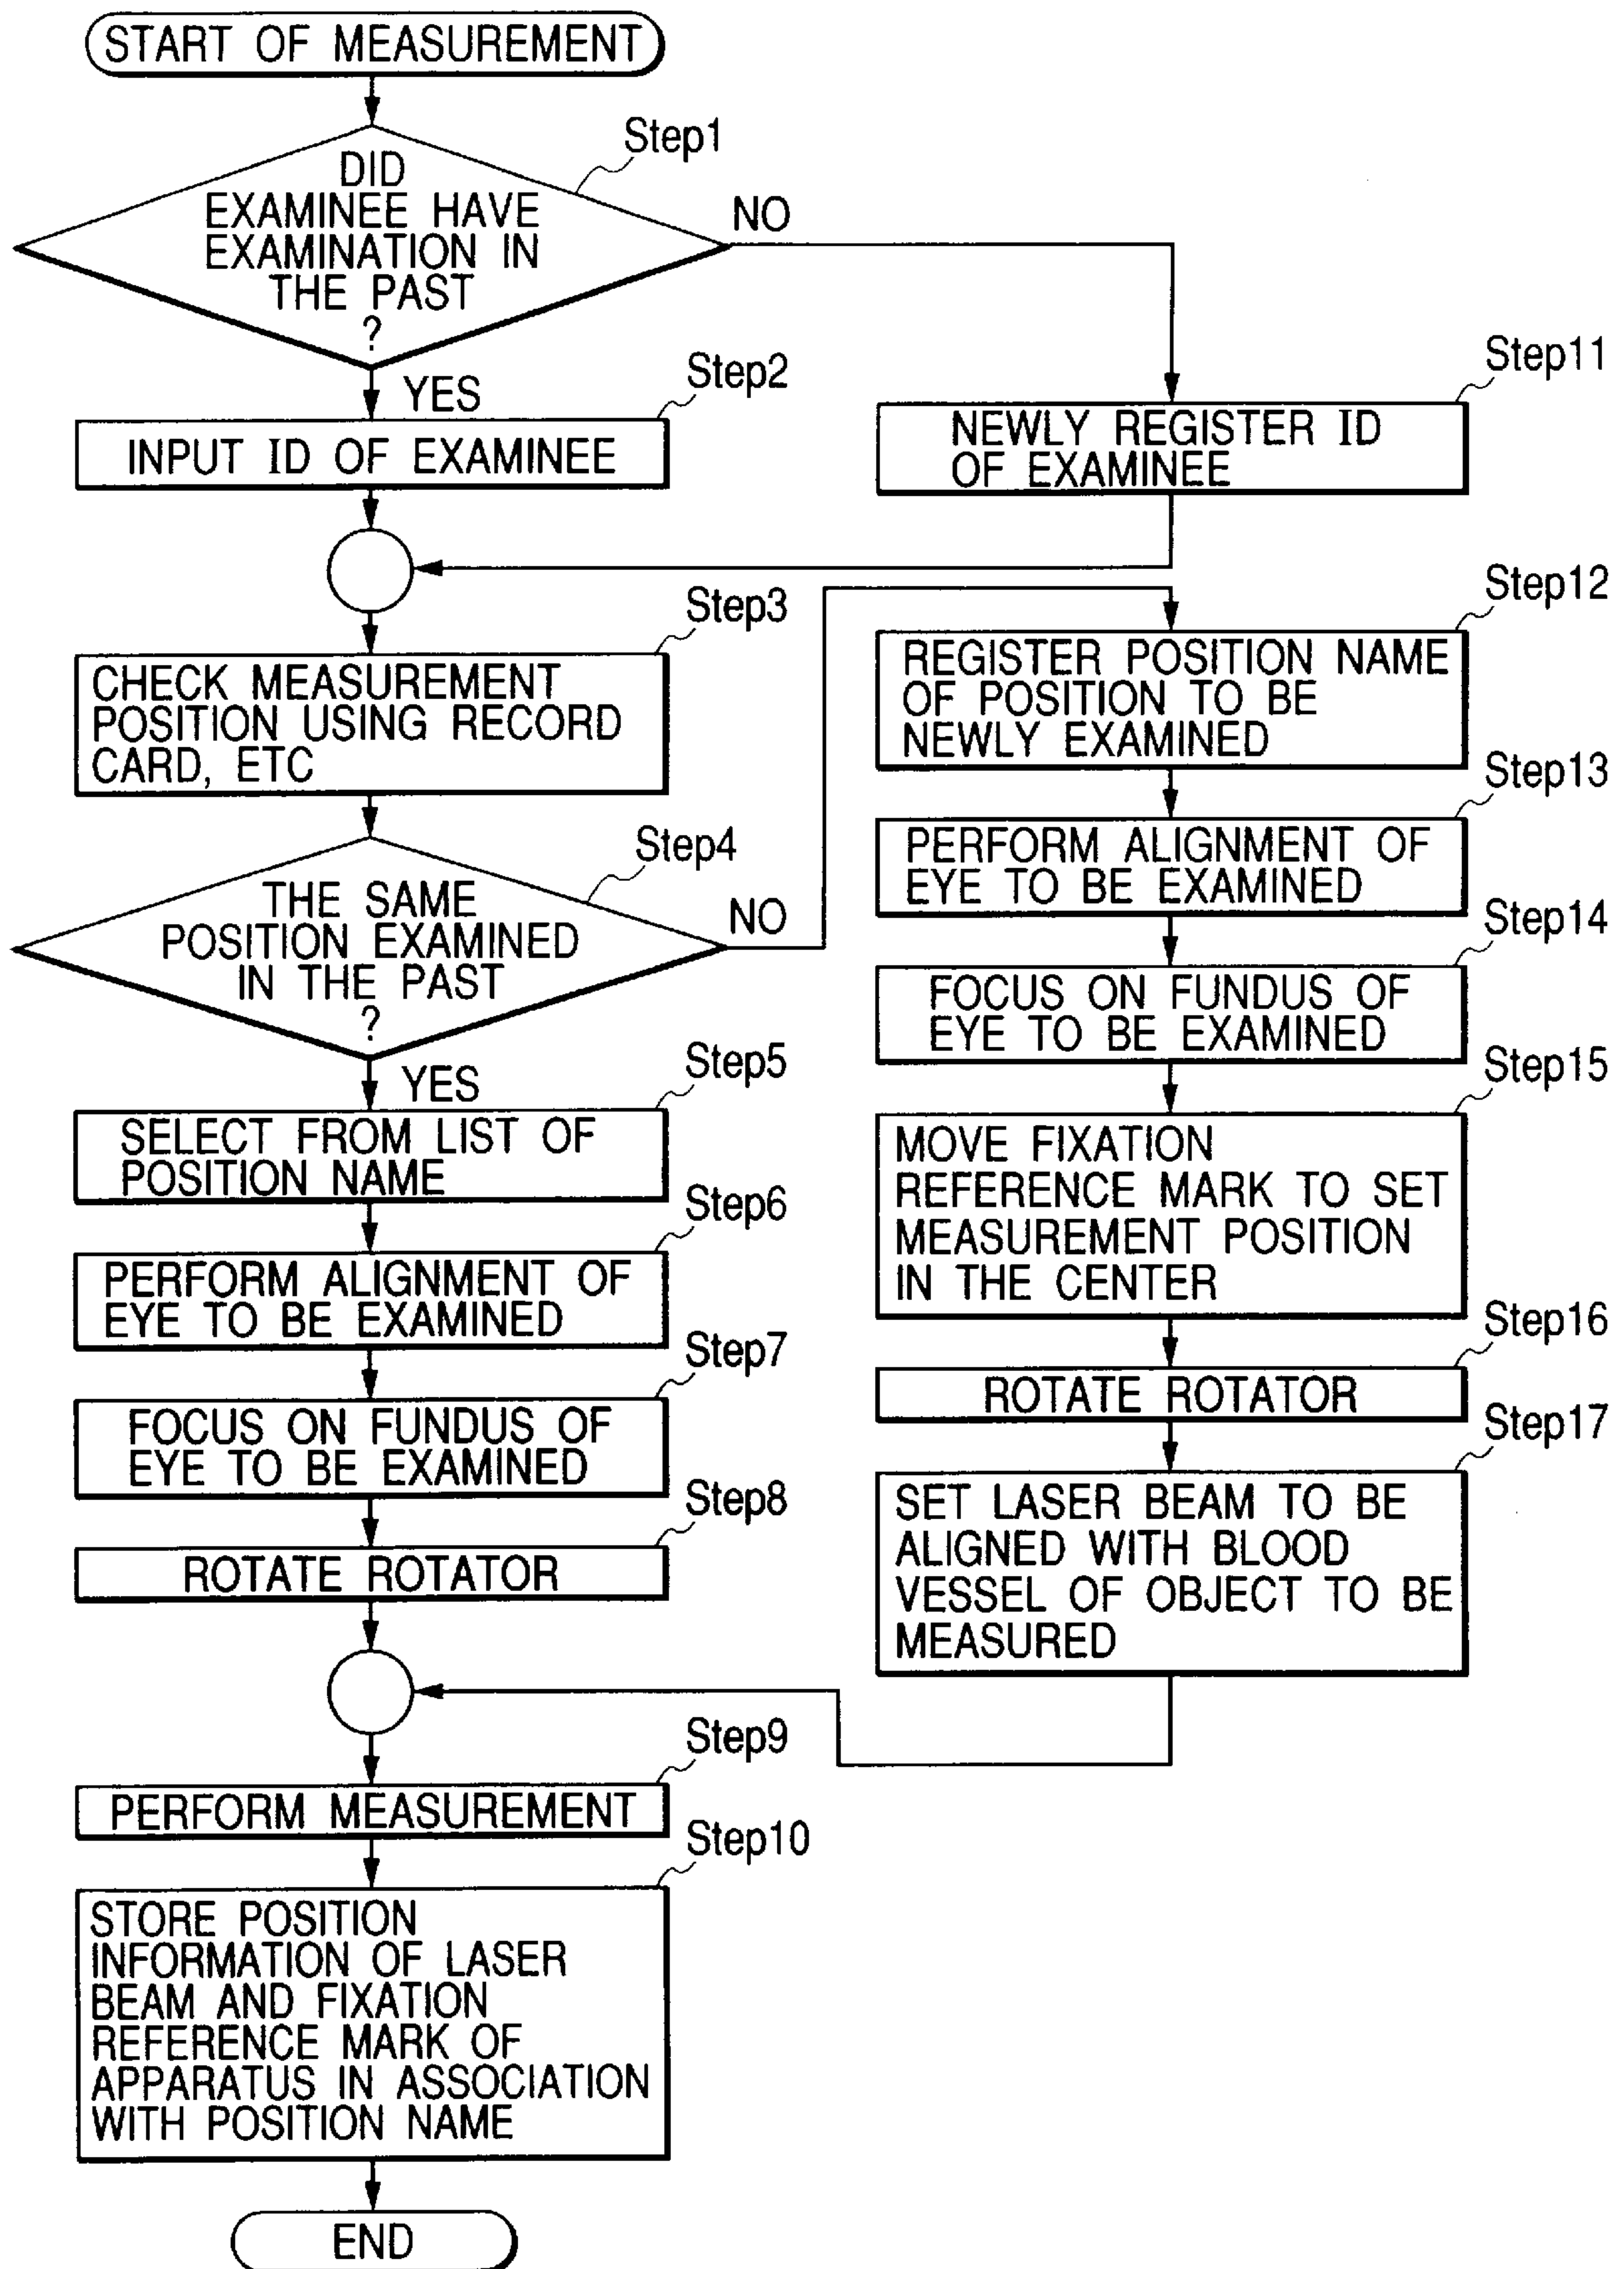 START OF MEASUREMENT
Step1
DID
EXAMINEE HAVE
EXAMINATION IN
THE PAST
?
NO
YES
Step2
INPUT ID OF EXAMINEE
Step11
NEWLY REGISTER ID
OF EXAMINEE
Step3
CHECK MEASUREMENT
POSITION USING RECORD
CARD, ETC
Step4
THE SAME
POSITION EXAMINED
IN THE PAST
?
NO
YES
Step5
SELECT FROM LIST OF
POSITION NAME
Step6
PERFORM ALIGNMENT OF
EYE TO BE EXAMINED
Step7
FOCUS ON FUNDUS OF
EYE TO BE EXAMINED
Step8
ROTATE ROTATOR
Step12
REGISTER POSITION NAME
OF POSITION TO BE
NEWLY EXAMINED
Step13
PERFORM ALIGNMENT OF
EYE TO BE EXAMINED
Step14
FOCUS ON FUNDUS OF
EYE TO BE EXAMINED
Step15
MOVE FIXATION
REFERENCE MARK TO SET
MEASUREMENT POSITION
IN THE CENTER
Step16
ROTATE ROTATOR
Step17
SET LASER BEAM TO BE
ALIGNED WITH BLOOD
VESSEL OF OBJECT TO BE
MEASURED
Step9
PERFORM MEASUREMENT
Step10
STORE POSITION
INFORMATION OF LASER
BEAM AND FIXATION
REFERENCE MARK OF
APPARATUS IN ASSOCIATION
WITH POSITION NAME
END